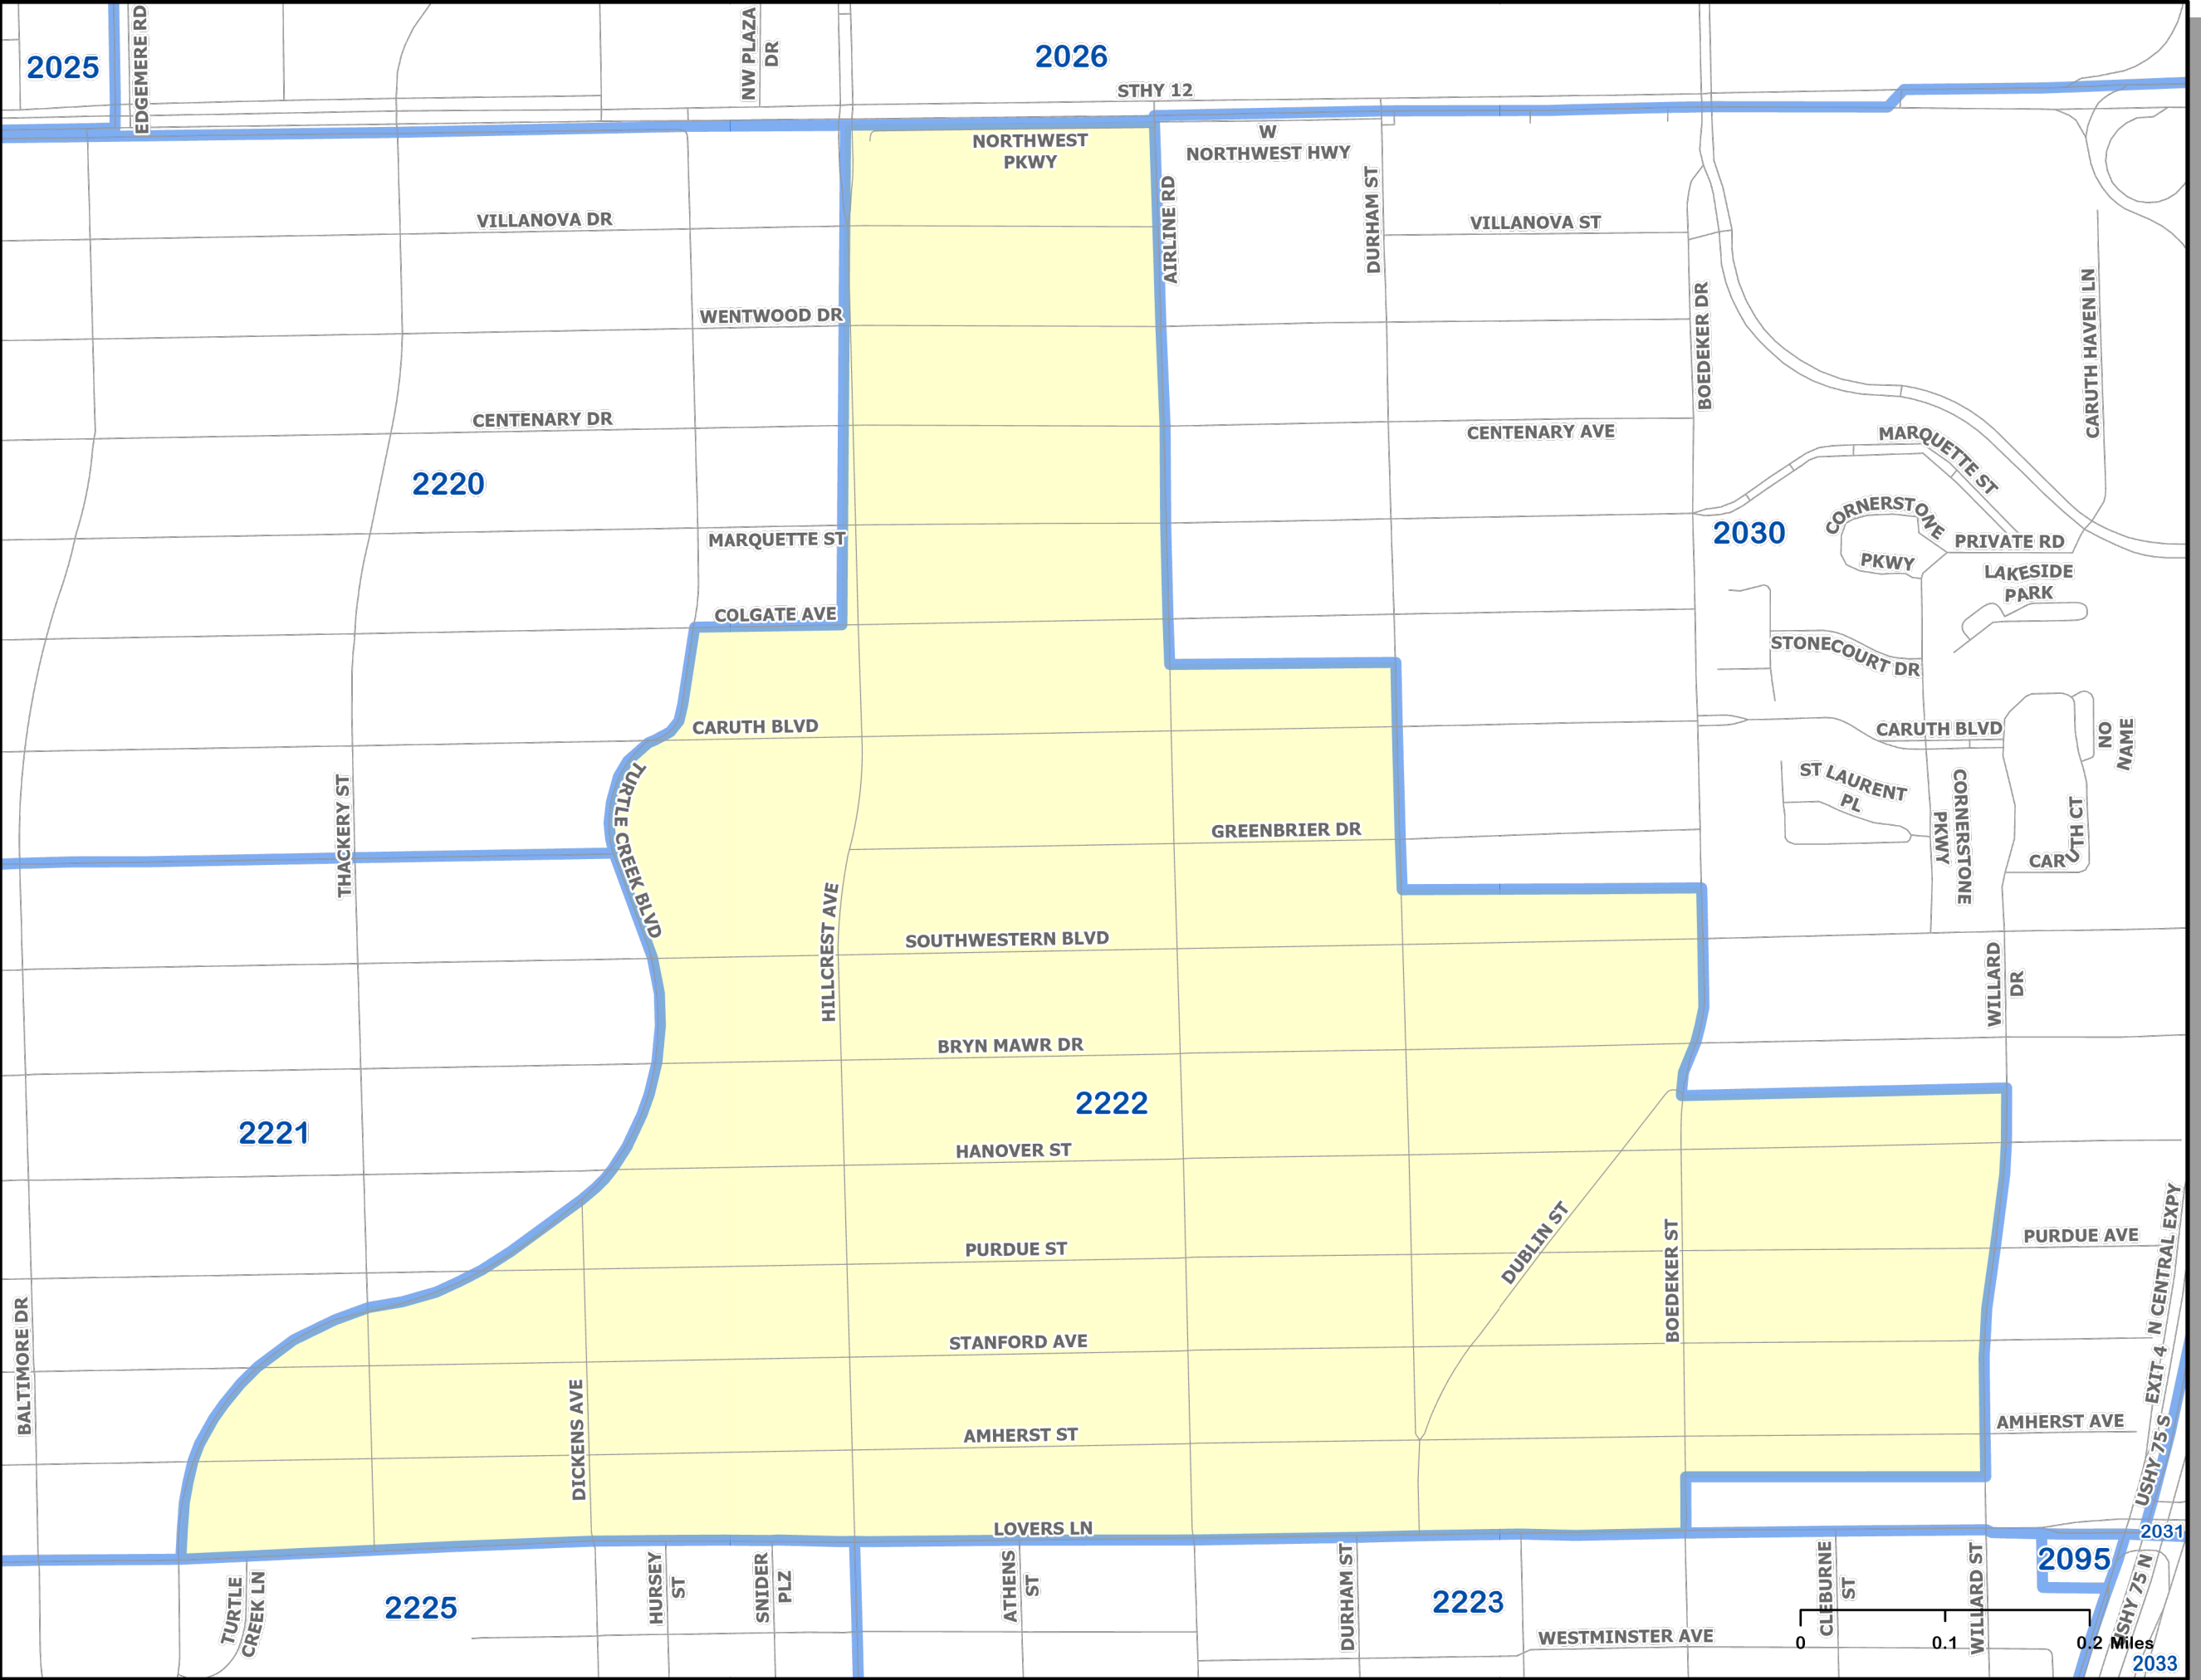 2025
EDGEMERE RD
NW PLAZA
DR
2026
STHY 12
NORTHWEST
PKWY
W
NORTHWEST HWY
AIRLINE RD
DURHAM ST
VILLANOVA DR
VILLANOVA ST
WENTWOOD DR
BOEDEKER DR
CARUTH HAVEN LN
CENTENARY DR
CENTENARY AVE
MARQUETTE ST
2220
MARQUETTE ST
2030
CORNERSTONE
PKWY
PRIVATE RD
LAKESIDE
PARK
COLGATE AVE
STONECOURT DR
CARUTH BLVD
CARUTH BLVD
NO
NAME
TURTLE CREEK BLVD
THACKERY ST
ST LAURENT
PL
CORNERSTONE
PKWY
CARUTH CT
GREENBRIER DR
HILLCREST AVE
SOUTHWESTERN BLVD
WILLARD
DR
BRYN MAWR DR
2222
2221
HANOVER ST
DUBLIN ST
BOEDEKER ST
PURDUE ST
PURDUE AVE
N CENTRAL EXPY
EXIT 4
USHY 75 S
BALTIMORE DR
STANFORD AVE
DICKENS AVE
AMHERST ST
AMHERST AVE
LOVERS LN
2031
2095
TURTLE
CREEK LN
2225
HURSEY
ST
SNIDER
PLZ
ATHENS
ST
DURHAM ST
2223
WESTMINSTER AVE
CLEBURNE
ST
WILLARD ST
USHY 75 N
0 0.1 0.2 Miles
2033